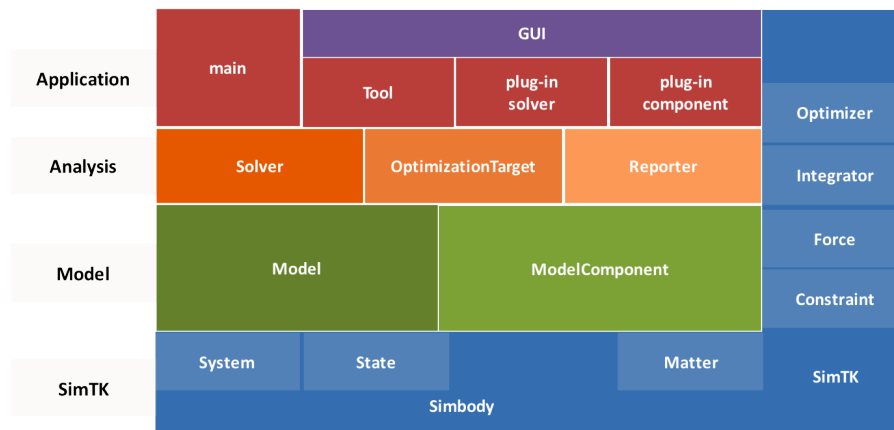 GUI
Application
main
Tool
plug-in
solver
plug-in
component
Optimizer
Analysis
Solver
OptimizationTarget
Reporter
Integrator
Model
Model
ModelComponent
Force
Constraint
SimTK
System
State
Matter
SimTK
Simbody